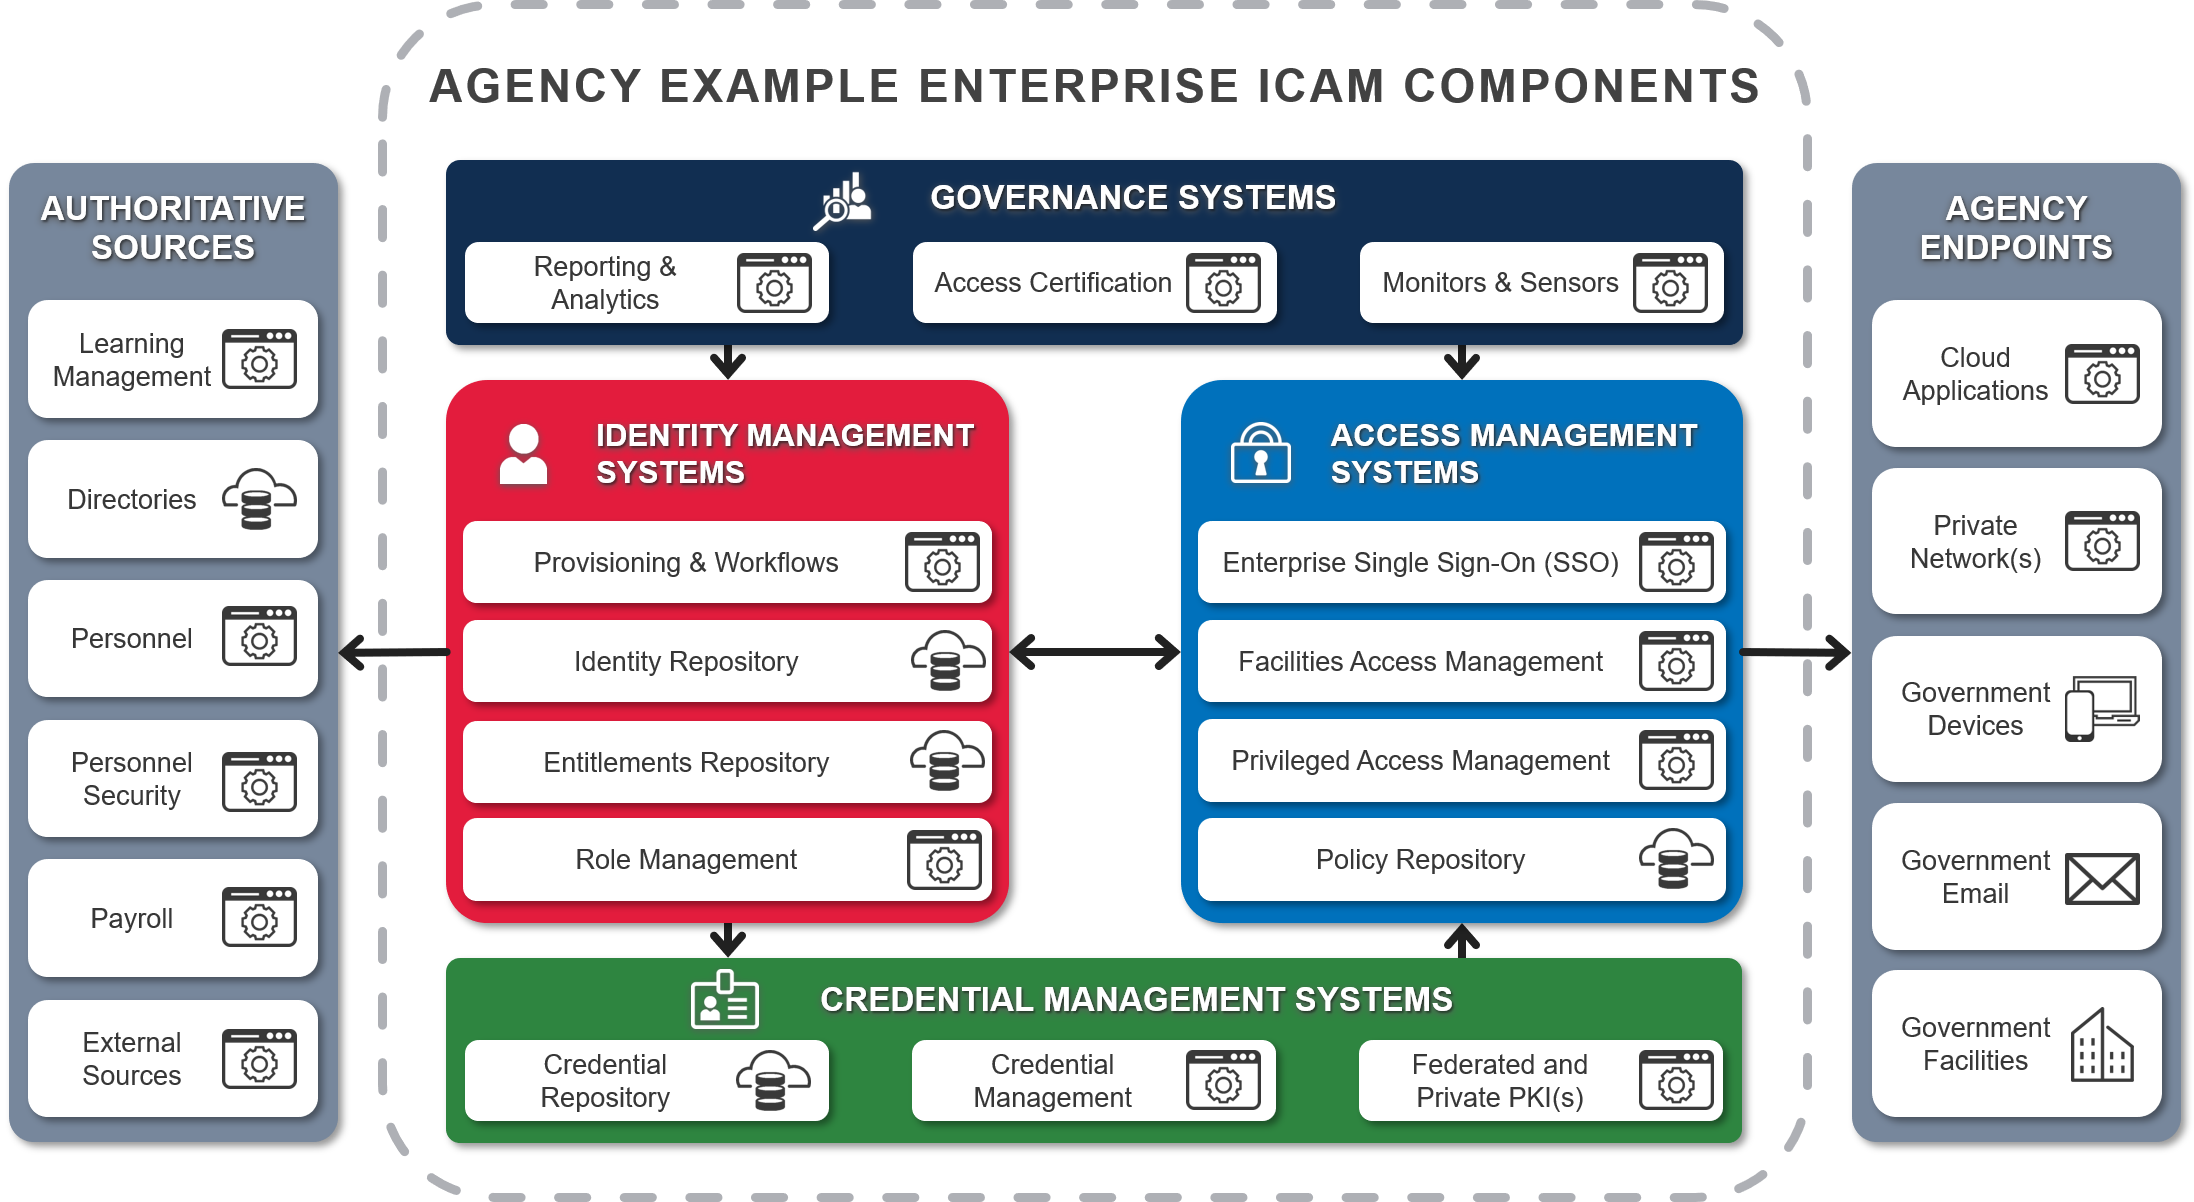 AGENCY EXAMPLE ENTERPRISE ICAM COMPONENTS
AUTHORITATIVE
SOURCES
Learning
Management
Directories
Personnel
Personnel
Security
Payroll
External
Sources
GOVERNANCE SYSTEMS
Reporting &
Analytics
Access Certification
Monitors & Sensors
IDENTITY MANAGEMENT
SYSTEMS
Provisioning & Workflows
Identity Repository
Entitlements Repository
Role Management
ACCESS MANAGEMENT
SYSTEMS
Enterprise Single Sign-On (SSO)
Facilities Access Management
Privileged Access Management
Policy Repository
CREDENTIAL MANAGEMENT SYSTEMS
Credential
Repository
Credential
Management
Federated and
Private PKI(s)
AGENCY
ENDPOINTS
Cloud
Applications
Private
Network(s)
Government
Devices
Government
Email
Government
Facilities